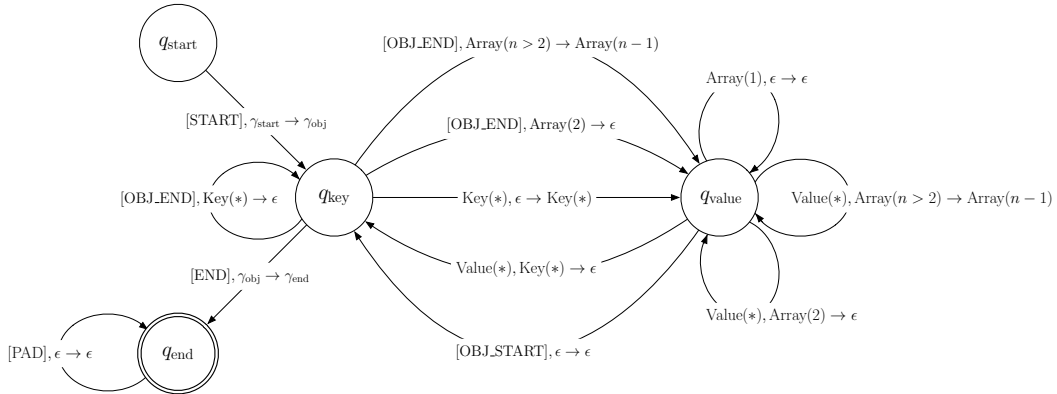 q_start
[OBJ_END], Array(n > 2) → Array(n − 1)
Array(1), ϵ → ϵ
[START], γ_start → γ_obj
[OBJ_END], Array(2) → ϵ
[OBJ_END], Key(∗) → ϵ
q_key
Key(∗), ϵ → Key(∗)
q_value
Value(∗), Array(n > 2) → Array(n − 1)
[END], γ_obj → γ_end
Value(∗), Key(∗) → ϵ
Value(∗), Array(2) → ϵ
[PAD], ϵ → ϵ
q_end
[OBJ_START], ϵ → ϵ